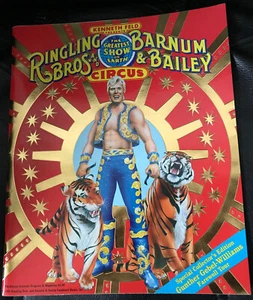 KENNETH FELD
THE
GREATEST
SHOW
ON
EARTH
RINGLING BARNUM
BROS. & BAILEY
CIRCUS
Special Collector's Edition
Gunther Gebel-Williams
Farewell Tour